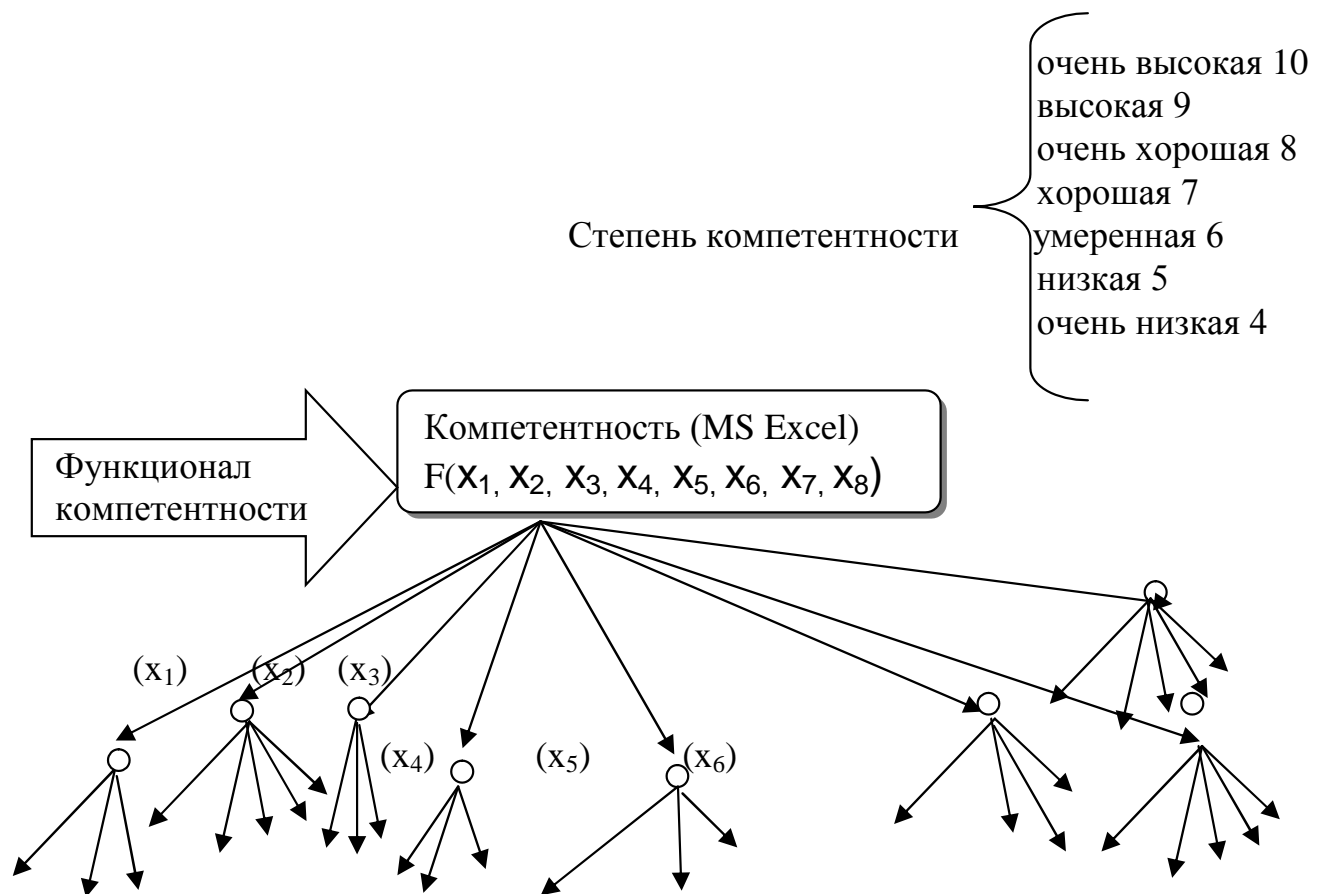 очень высокая 10
высокая 9
очень хорошая 8
хорошая 7
Степень компетентности
умеренная 6
низкая 5
очень низкая 4
Функционал
компетентности
Компетентность (MS Excel)
F(x₁, x₂, x₃, x₄, x₅, x₆, x₇, x₈)
(x₁) (x₂) (x₃)
(x₄) (x₅) (x₆)